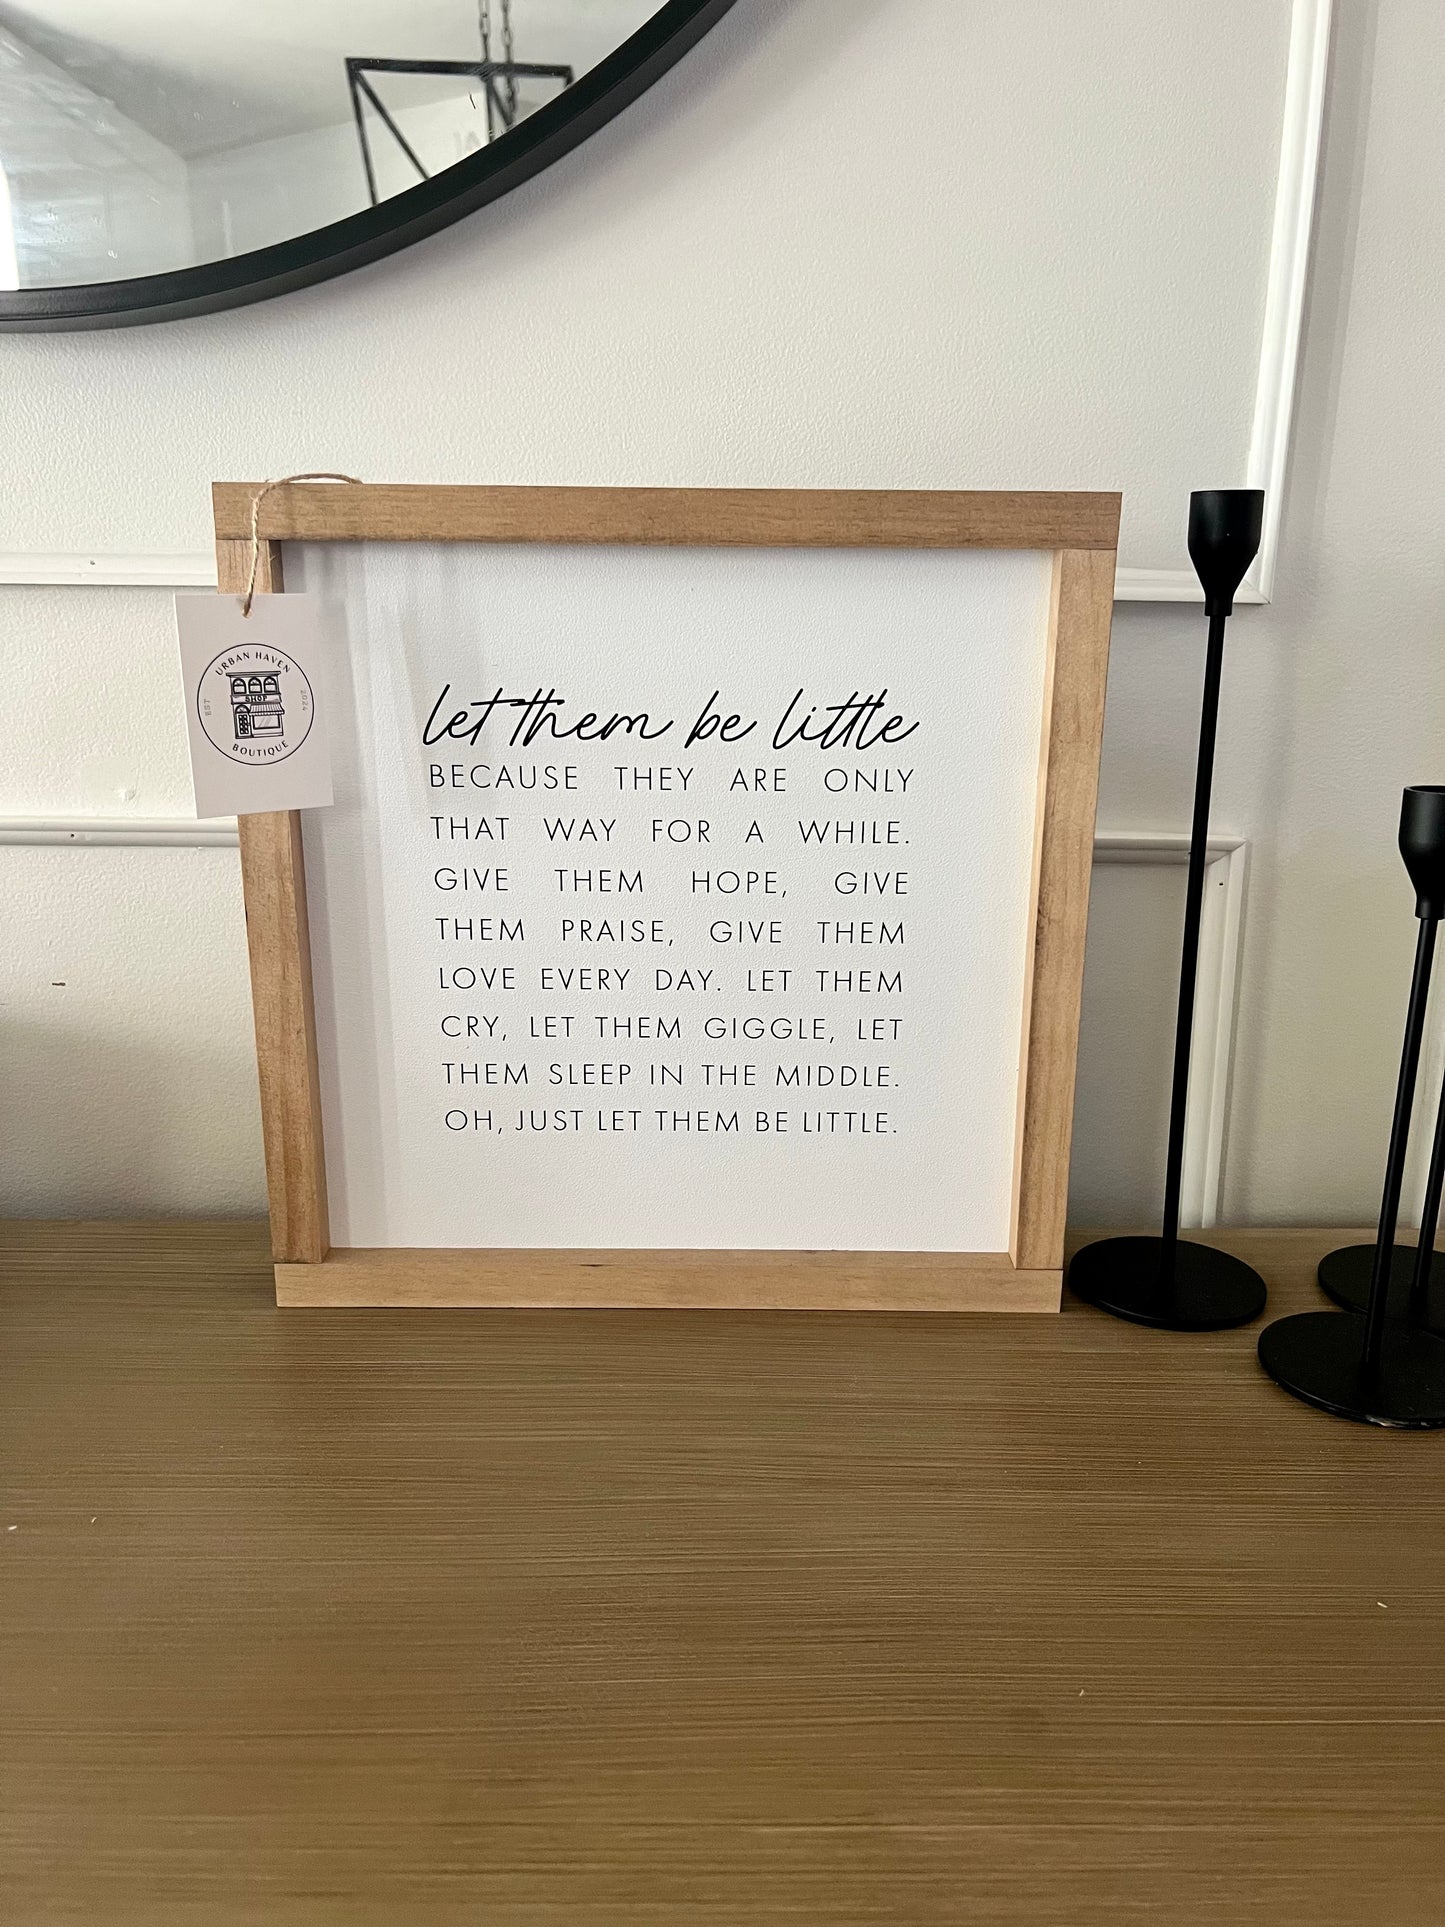 URBAN HAVEN
SHOP
EST 2024
BOUTIQUE
let them be little
BECAUSE THEY ARE ONLY
THAT WAY FOR A WHILE.
GIVE THEM HOPE, GIVE
THEM PRAISE, GIVE THEM
LOVE EVERY DAY. LET THEM
CRY, LET THEM GIGGLE, LET
THEM SLEEP IN THE MIDDLE.
OH, JUST LET THEM BE LITTLE.